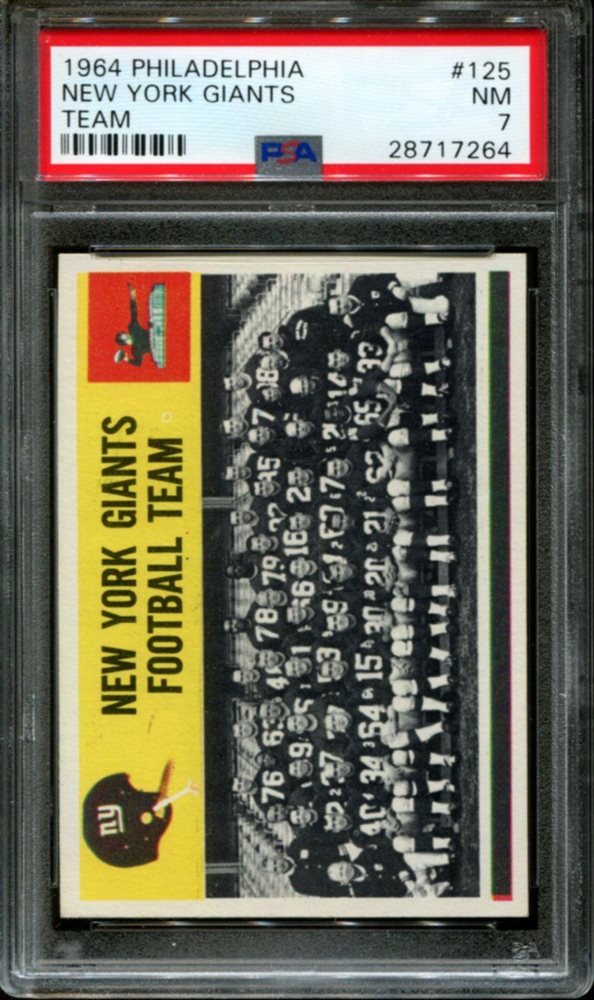 1964 PHILADELPHIA #125
NEW YORK GIANTS NM
TEAM 7
PSA 28717264
NEW YORK GIANTS
FOOTBALL TEAM
ny